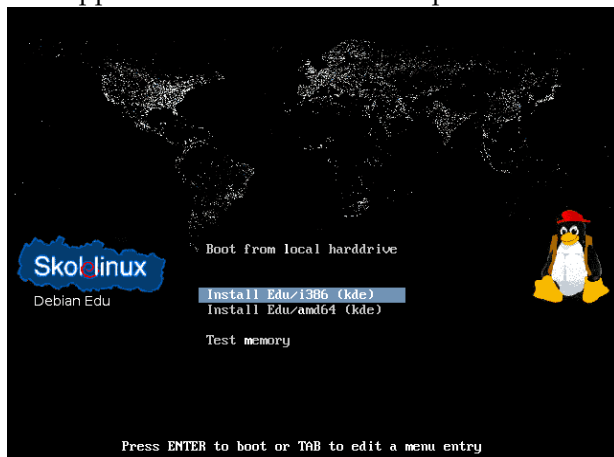 Boot from local harddrive
Skolelinux
Debian Edu
Install Edu/i386 (kde)
Install Edu/amd64 (kde)
Test memory
Press ENTER to boot or TAB to edit a menu entry